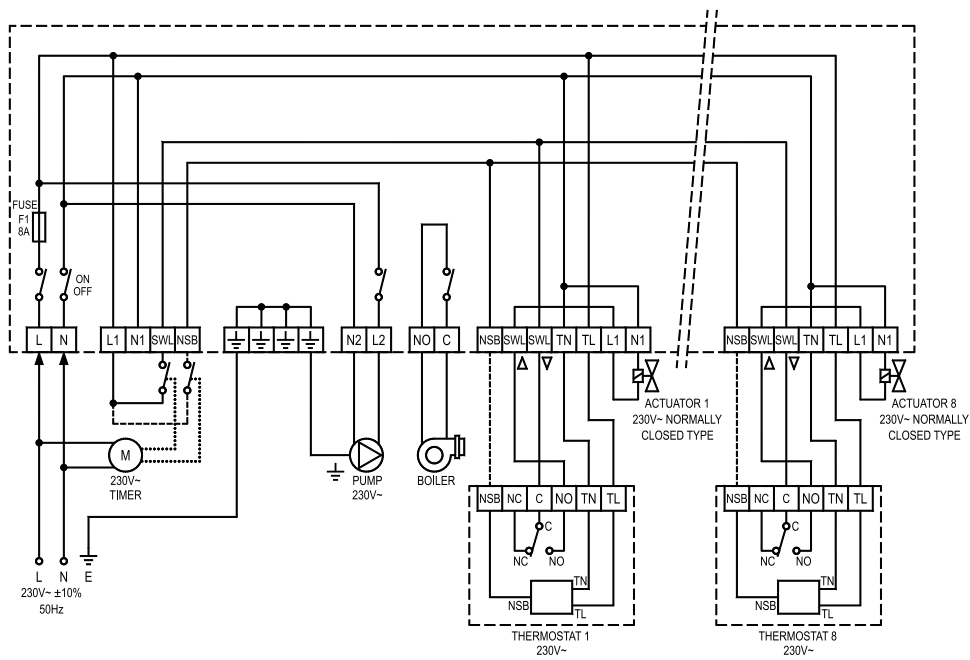 FUSE
F1
8A
ON
OFF
L N L1 N1 SWL NSB N2 L2 NO C NSB SWL SWL TN TL L1 N1 NSB SWL SWL TN TL L1 N1
ACTUATOR 1
230V~ NORMALLY
CLOSED TYPE
ACTUATOR 8
230V~ NORMALLY
CLOSED TYPE
M
230V~
TIMER
PUMP
230V~
BOILER
NSB NC C NO TN TL NSB NC C NO TN TL
C C
NC NO NC NO
L N E
230V~ ±10%
50Hz
TN TN
NSB NSB
TL TL
THERMOSTAT 1
230V~
THERMOSTAT 8
230V~